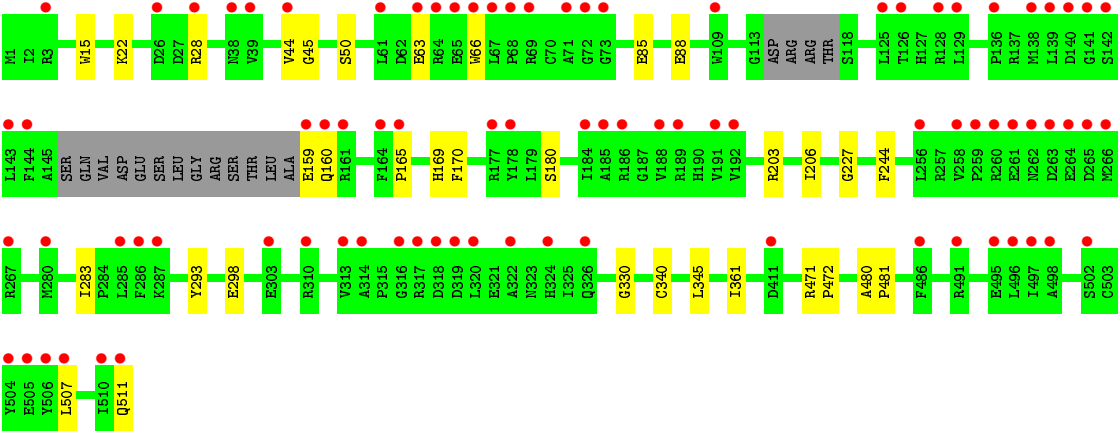 M1 I2 R3 W15 K22 D26 D27 R28 N38 V39 V44 G45 S50 L61 D62 E63 R64 E65 W66 L67 P68 R69 C70 A71 G72 G73 E85 E88 W109 G113 ASP ARG ARG THR S118 L125 T126 H127 R128 L129 P136 R137 M138 L139 D140 G141 S142
L143 F144 A145 SER GLN VAL ASP GLU SER LEU GLY ARG SER THR LEU ALA E159 Q160 R161 F164 P165 H169 F170 R177 Y178 L179 S180 I184 A185 R186 G187 V188 R189 H190 V191 V192 R203 I206 G227 F244 L256 R257 V258 P259 R260 E261 N262 D263 E264 D265 M266
R267 M280 I283 P284 L285 F286 K287 Y293 E298 E303 R310 V313 A314 P315 G316 R317 D318 D319 L320 E321 A322 N323 H324 I325 Q326 G330 C340 L345 I361 D411 R471 P472 A480 P481 F486 R491 E495 L496 I497 A498 S502 C503
Y504 E505 Y506 L507 I510 Q511